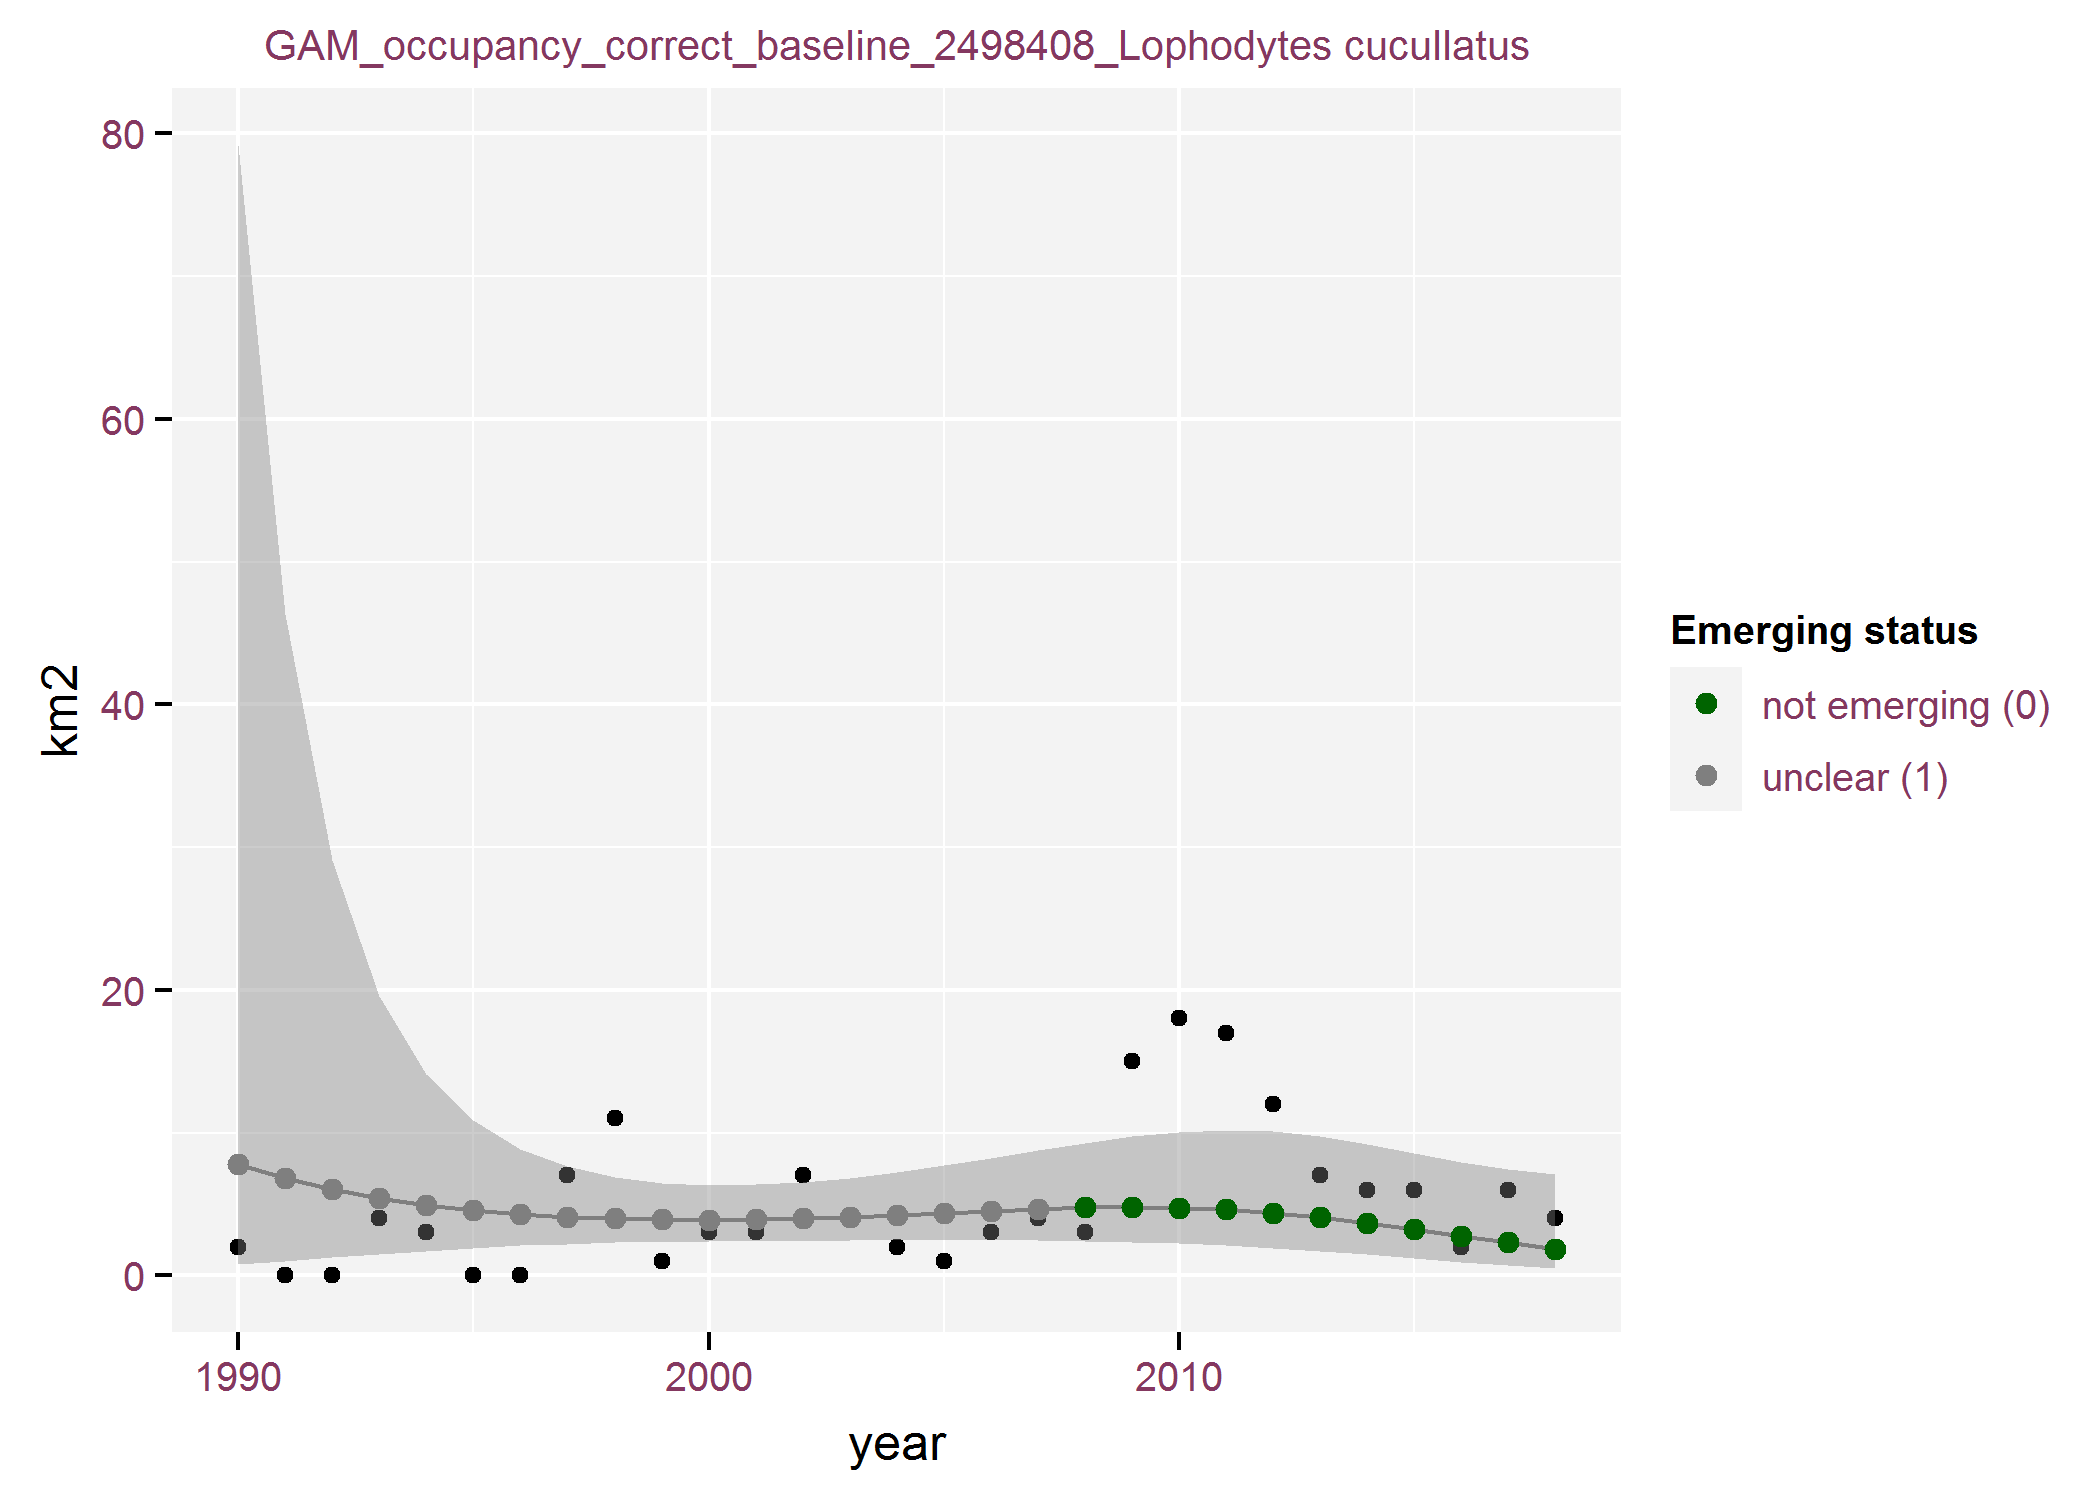 GAM_occupancy_correct_baseline_2498408_Lophodytes cucullatus
80
60
40
20
0
km2
1990
2000
2010
year
Emerging status
not emerging (0)
unclear (1)